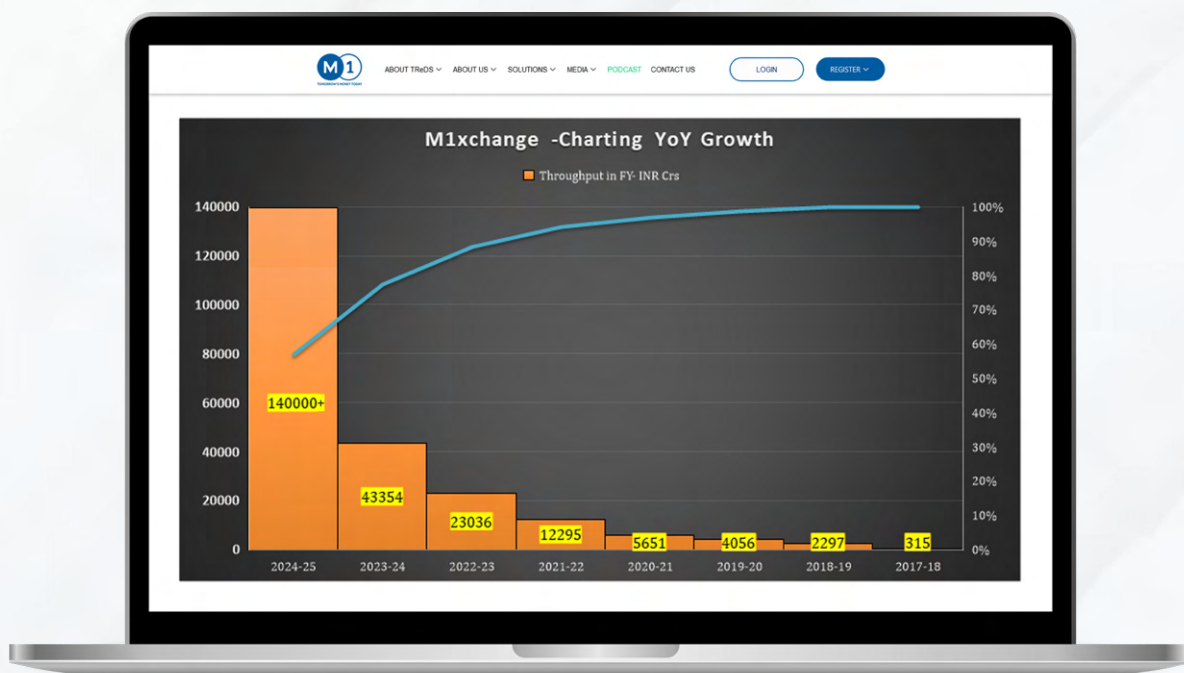 M1
TOMORROW'S MONEY TODAY
ABOUT TReDS ABOUT US SOLUTIONS MEDIA PODCAST CONTACT US LOGIN REGISTER
M1xchange -Charting YoY Growth
Throughput in FY- INR Crs
140000 100%
120000 90%
100000 80%
80000 70%
60000 60%
40000 50%
20000 40%
0 30%
20%
10%
0%
140000+ 43354 23036 12295 5651 4056 2297 315
2024-25 2023-24 2022-23 2021-22 2020-21 2019-20 2018-19 2017-18